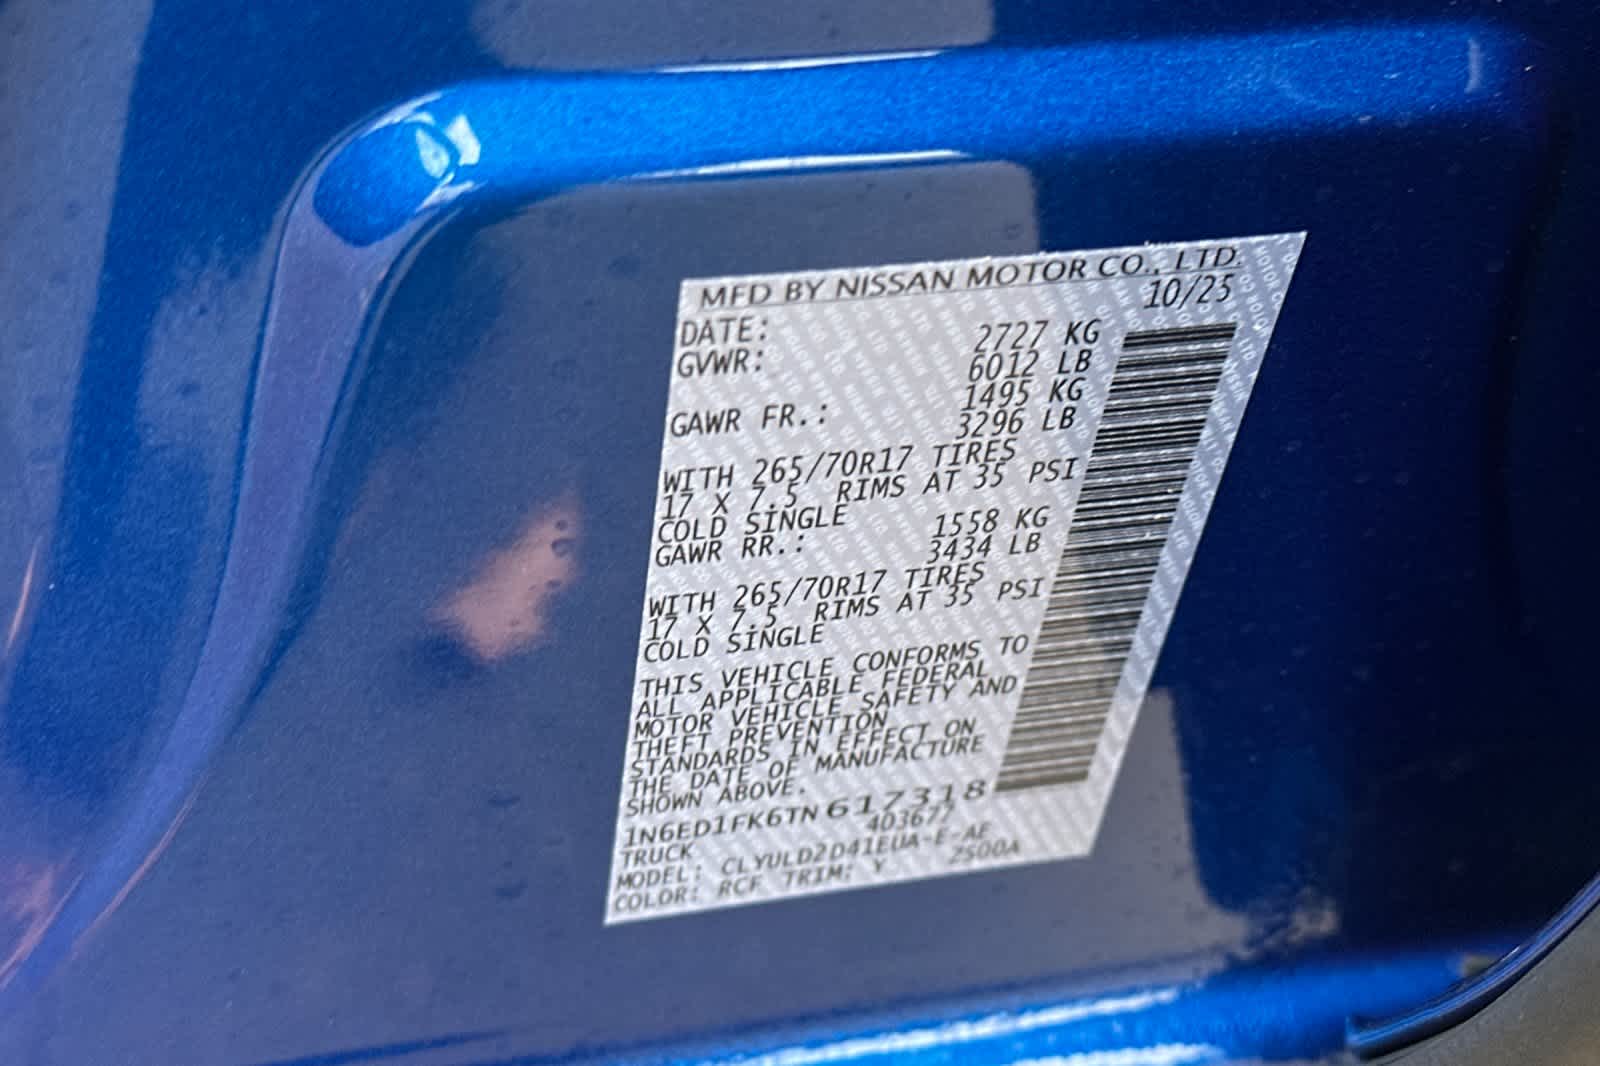 MFD BY NISSAN MOTOR CO., LTD.
DATE: 10/25
GVWR: 2727 KG
6012 LB
GAWR FR.: 1495 KG
3296 LB
WITH 265/70R17 TIRES
17 X 7.5 RIMS AT 35 PSI
COLD SINGLE
GAWR RR.: 1558 KG
3434 LB
WITH 265/70R17 TIRES
17 X 7.5 RIMS AT 35 PSI
COLD SINGLE
THIS VEHICLE CONFORMS TO
ALL APPLICABLE FEDERAL
MOTOR VEHICLE SAFETY AND
THEFT PREVENTION
STANDARDS IN EFFECT ON
THE DATE OF MANUFACTURE
SHOWN ABOVE.
1N6ED1FK6TN617318
TRUCK 403677
MODEL: CLYULD2D41EUA-E-AE
COLOR: RCF TRIM: Y 2S00A